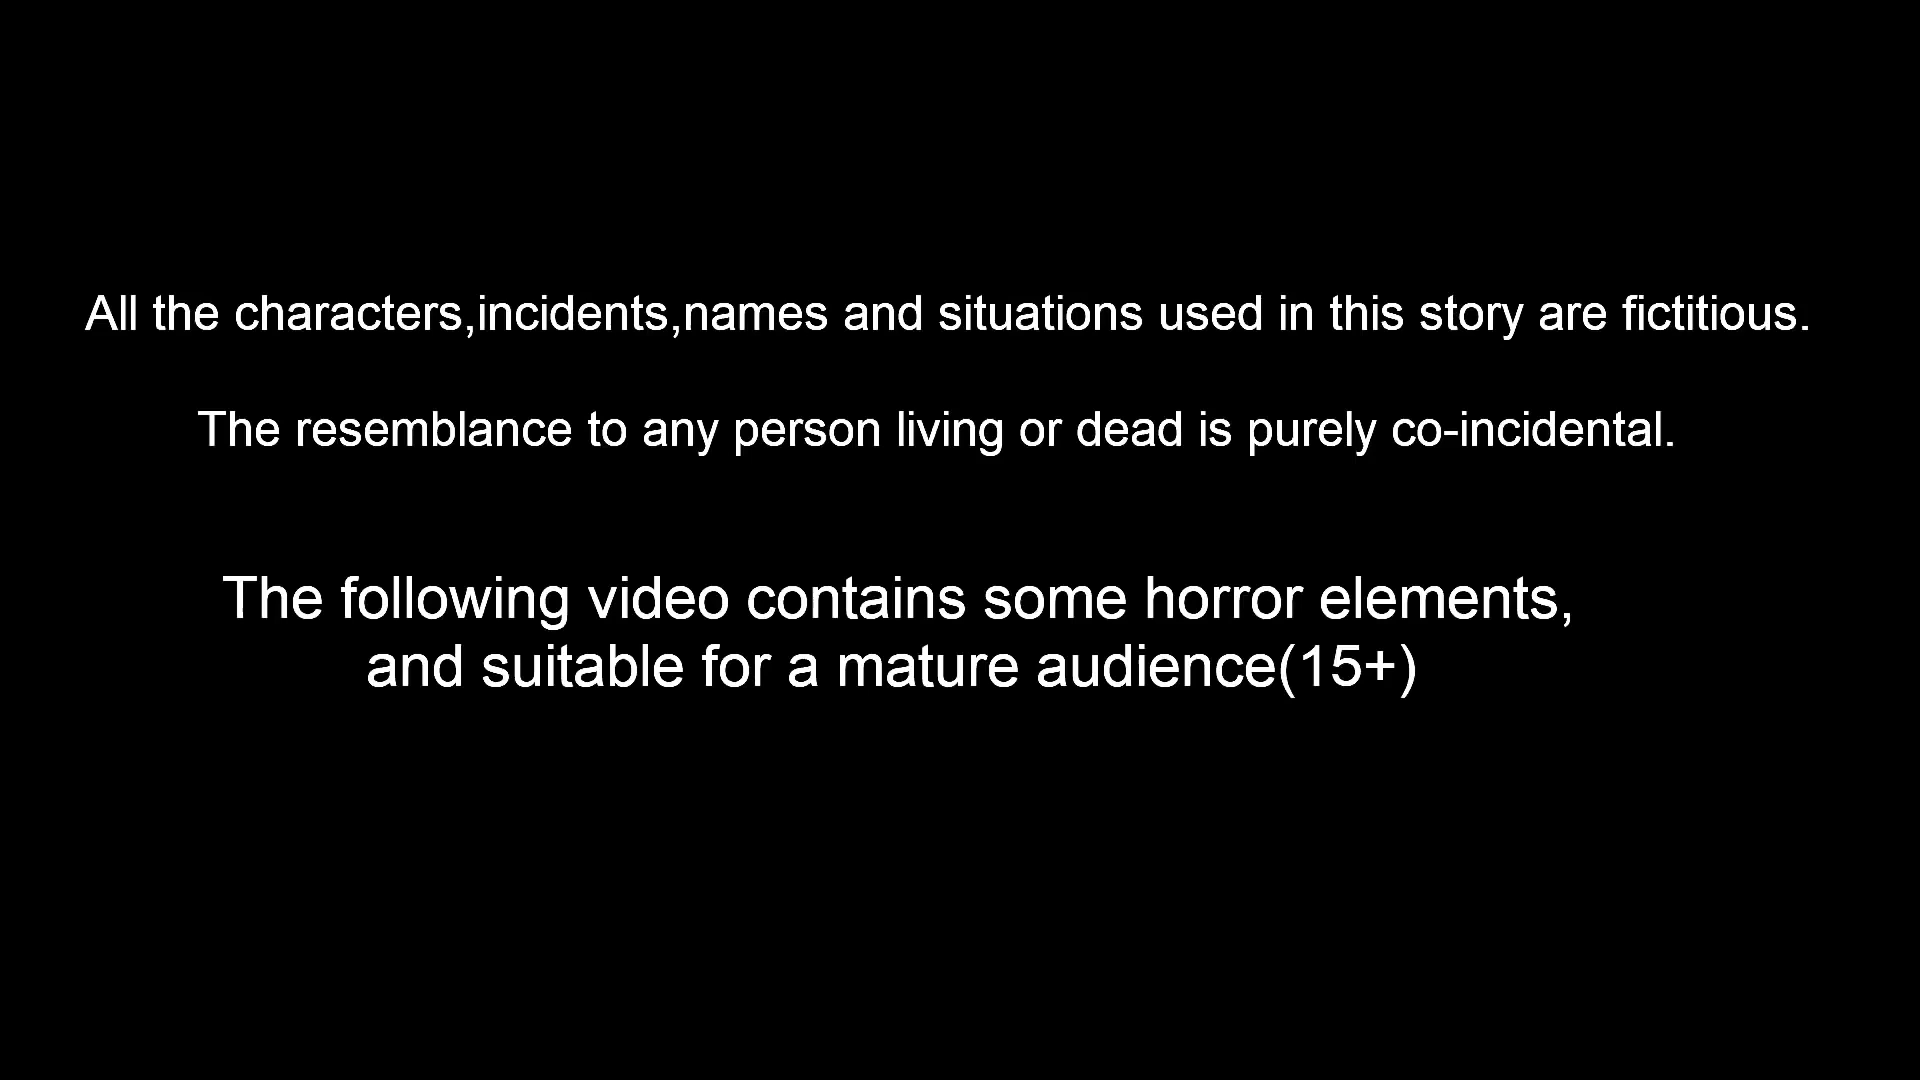 All the characters,incidents,names and situations used in this story are fictitious.
The resemblance to any person living or dead is purely co-incidental.
The following video contains some horror elements,
and suitable for a mature audience(15+)